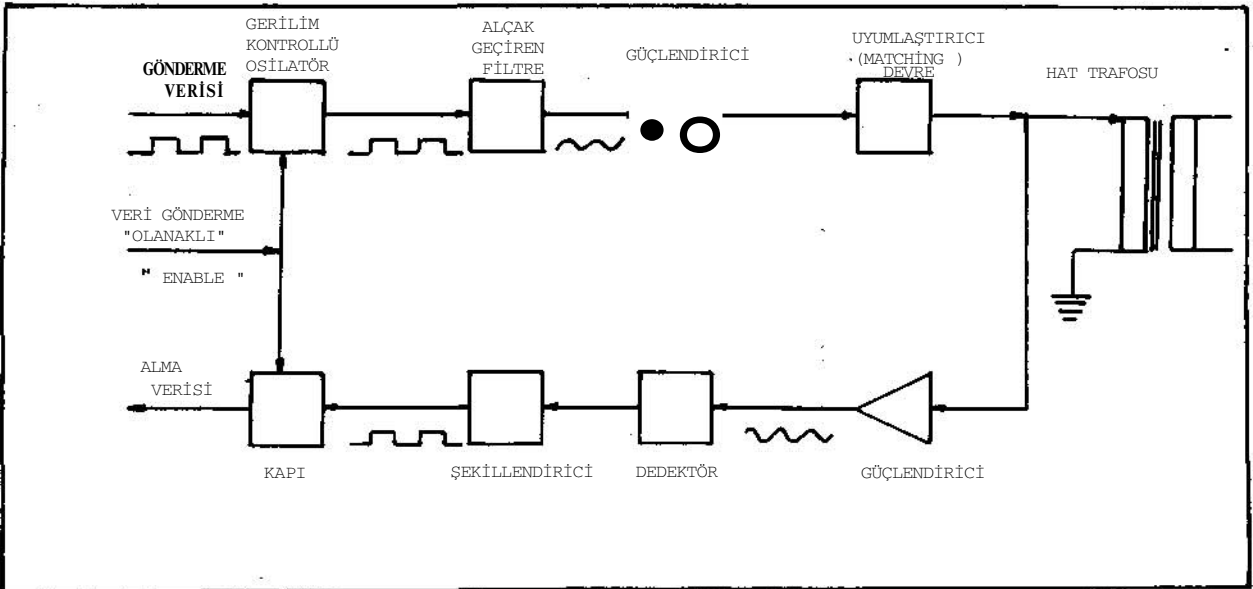 GERİLİM
KONTROLLÜ
OSİLATÖR
ALÇAK
GEÇİREN
FİLTRE
GÜÇLENDİRİCİ
UYUMLAŞTIRICI
(MATCHİNG )
DEVRE
HAT TRAFOSU
GÖNDERME
VERİSİ
VERİ GÖNDERME
"OLANAKLI"
" ENABLE "
ALMA
VERİSİ
KAPI
ŞEKİLLENDİRİCİ
DEDEKTÖR
GÜÇLENDİRİCİ